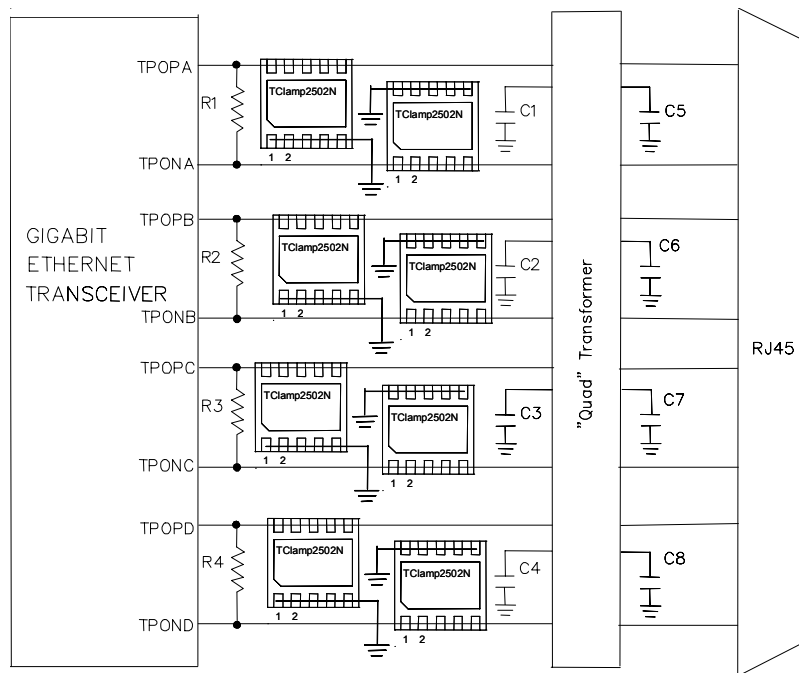 TPOPA
R1
TClamp2502N
TClamp2502N
C1
C5
TPONA
1 2
1 2
TPOPB
GIGABIT
ETHERNET
TRANSCEIVER
R2
TClamp2502N
TClamp2502N
C2
C6
TPONB
1 2
1 2
"Quad" Transformer
RJ45
TPOPC
R3
TClamp2502N
TClamp2502N
C3
C7
TPONC
1 2
1 2
TPOPD
R4
TClamp2502N
TClamp2502N
C4
C8
TPOND
1 2
1 2